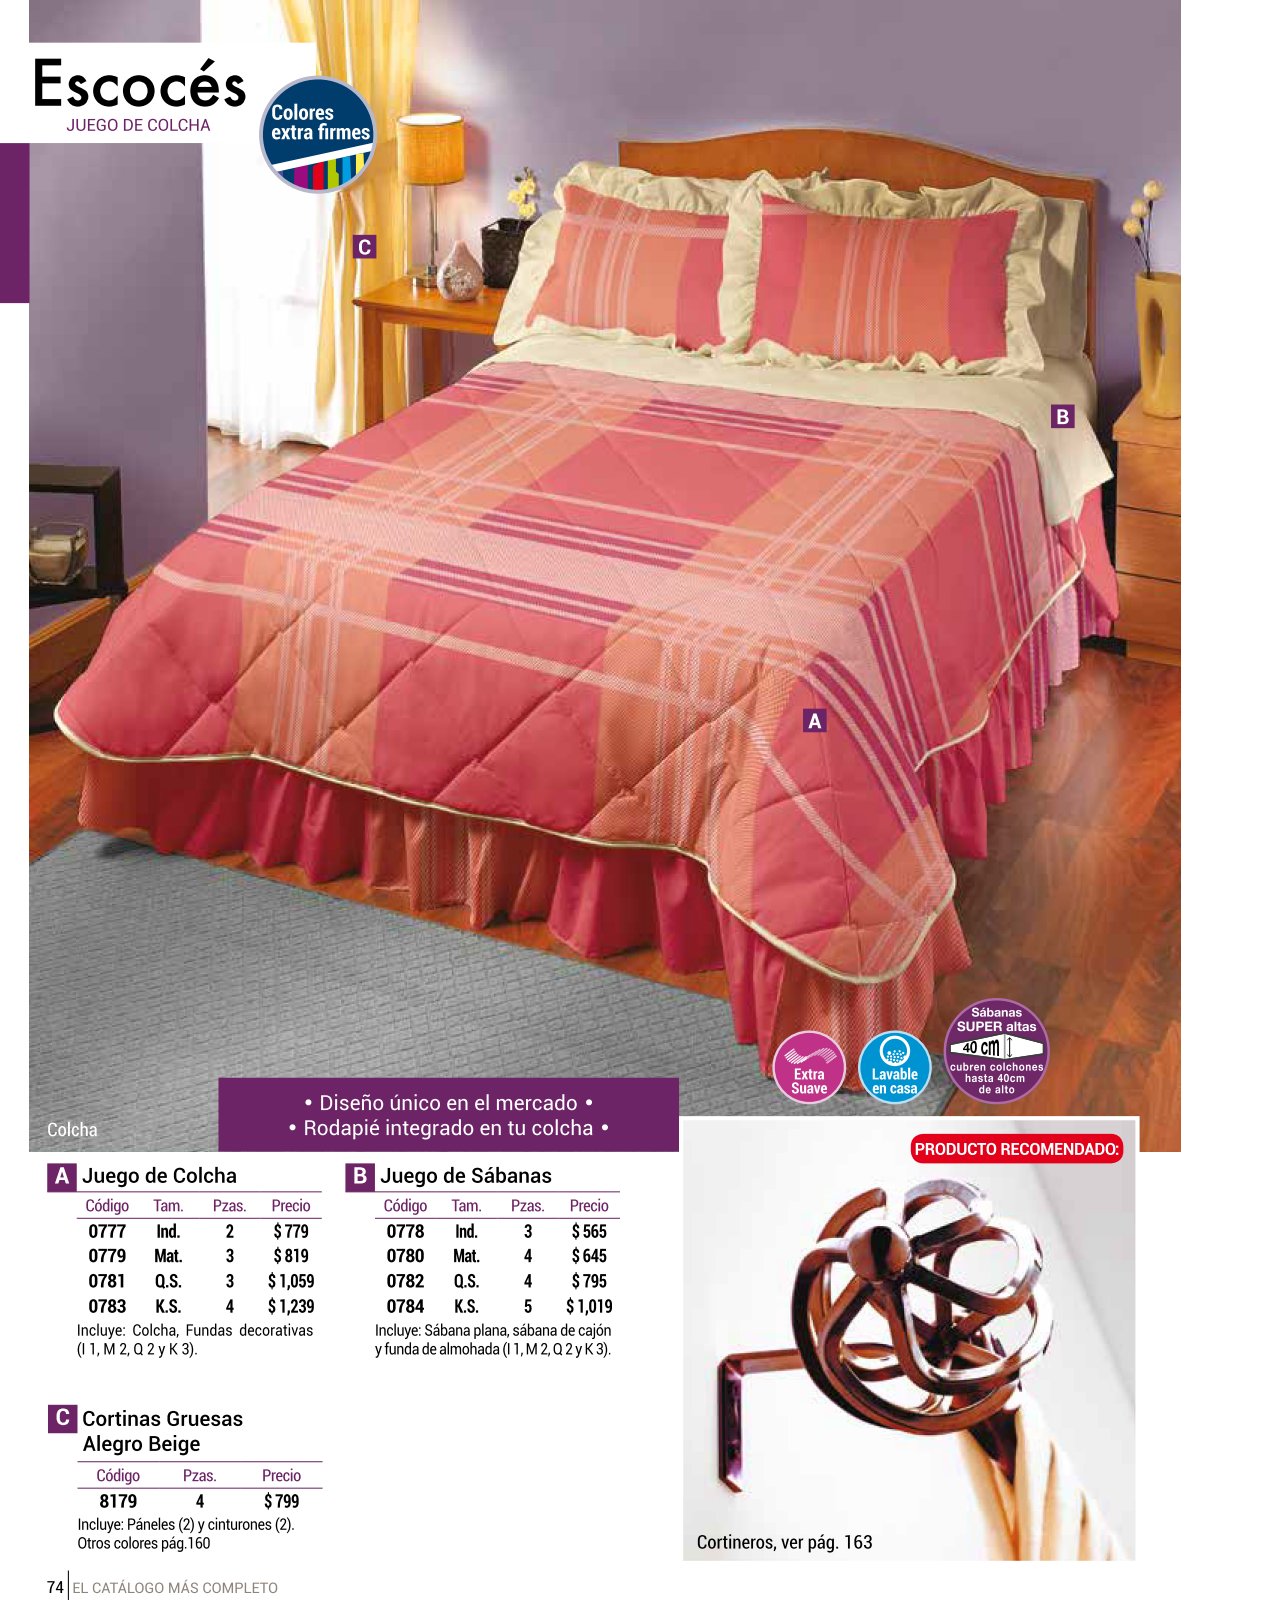 Escocés
JUEGO DE COLCHA
Colores
extra firmes
C
B
A
Sábanas
SUPER altas
40 cm
cubren colchones
hasta 40cm
de alto
Extra
Suave
Lavable
en casa
• Diseño único en el mercado •
• Rodapié integrado en tu colcha •
Colcha
A Juego de Colcha
Código Tam. Pzas. Precio
0777 Ind. 2 $ 779
0779 Mat. 3 $ 819
0781 Q.S. 3 $ 1,059
0783 K.S. 4 $ 1,239
Incluye: Colcha, Fundas decorativas
(I 1, M 2, Q 2 y K 3).
B Juego de Sábanas
Código Tam. Pzas. Precio
0778 Ind. 3 $ 565
0780 Mat. 4 $ 645
0782 Q.S. 4 $ 795
0784 K.S. 5 $ 1,019
Incluye: Sábana plana, sábana de cajón
y funda de almohada (I 1, M 2, Q 2 y K 3).
C Cortinas Gruesas
Alegro Beige
Código Pzas. Precio
8179 4 $ 799
Incluye: Páneles (2) y cinturones (2).
Otros colores pág.160
PRODUCTO RECOMENDADO:
Cortineros, ver pág. 163
74 EL CATÁLOGO MÁS COMPLETO